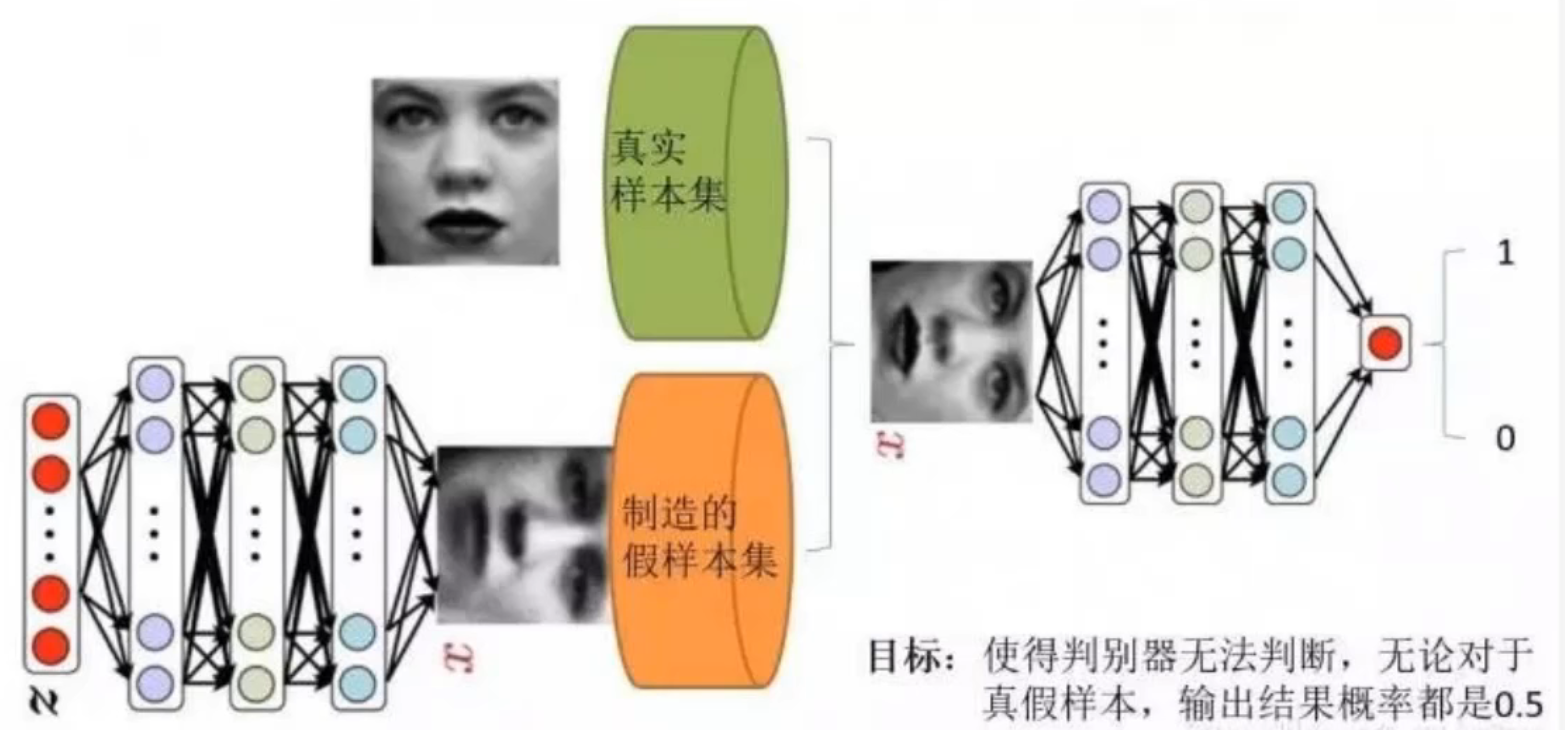 真实
样本集
制造的
假样本集
z
x
x
1
0
目标：使得判别器无法判断，无论对于
真假样本，输出结果概率都是0.5